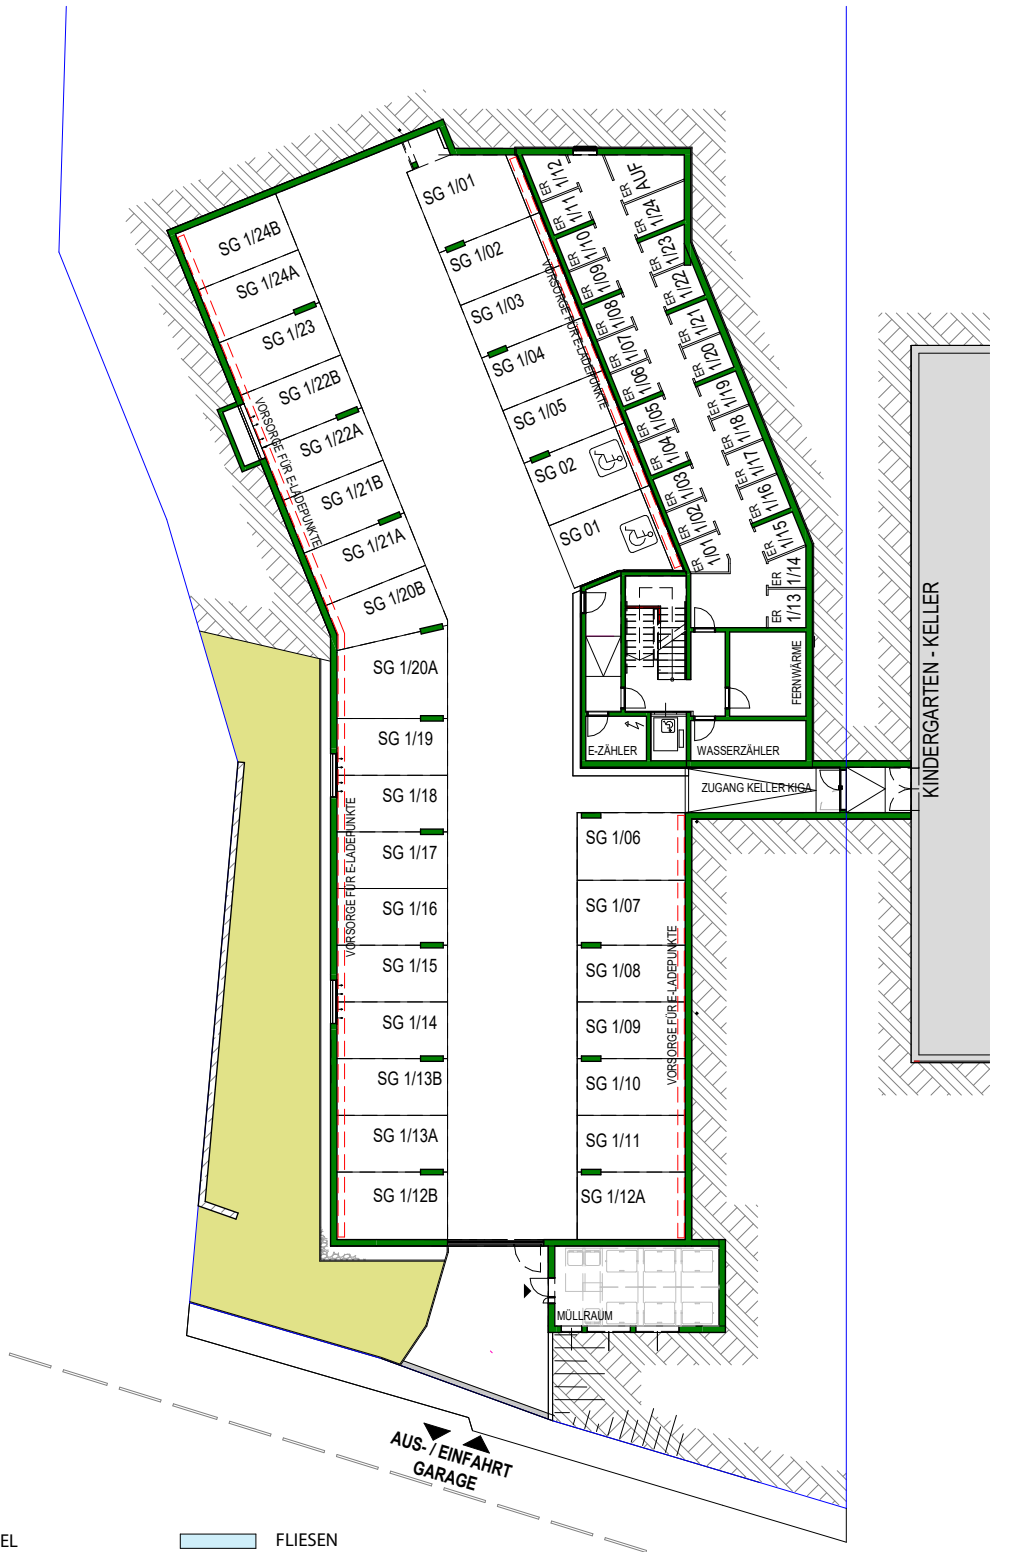 SG 1/24B
SG 1/24A
SG 1/23
SG 1/22B
SG 1/22A
SG 1/21B
SG 1/21A
SG 1/20B
VORSORGE FÜR E-LADEPUNKTE
SG 1/01
SG 1/02
SG 1/03
SG 1/04
SG 1/05
SG 02
SG 01
VORSORGE FÜR E-LADEPUNKTE
ER 1/12
ER 1/11
ER 1/10
ER 1/09
ER 1/08
ER 1/07
ER 1/06
ER 1/05
ER 1/04
ER 1/03
ER 1/02
ER 1/01
ER AUF
ER 1/24
ER 1/23
ER 1/22
ER 1/21
ER 1/20
ER 1/19
ER 1/18
ER 1/17
ER 1/16
ER 1/15
ER 1/14
ER 1/13
FERNWÄRME
E-ZÄHLER
WASSERZÄHLER
ZUGANG KELLER KIGA
KINDERGARTEN - KELLER
SG 1/20A
SG 1/19
SG 1/18
SG 1/17
SG 1/16
SG 1/15
SG 1/14
SG 1/13B
SG 1/13A
SG 1/12B
VORSORGE FÜR E-LADEPUNKTE
SG 1/06
SG 1/07
SG 1/08
SG 1/09
SG 1/10
SG 1/11
SG 1/12A
VORSORGE FÜR E-LADEPUNKTE
MÜLLRAUM
AUS- / EINFAHRT
GARAGE
EL
FLIESEN